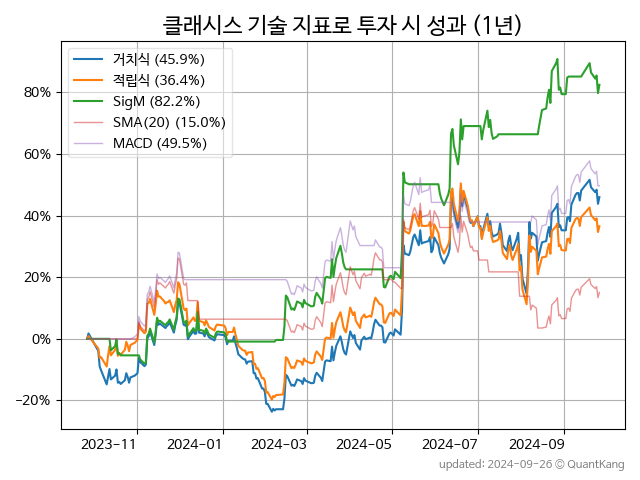 클래시스 기술 지표로 투자 시 성과 (1년)
거치식 (45.9%)
적립식 (36.4%)
SigM (82.2%)
SMA(20) (15.0%)
MACD (49.5%)
80%
60%
40%
20%
0%
−20%
2023−11
2024−01
2024−03
2024−05
2024−07
2024−09
updated: 2024−09−26 © QuantKang